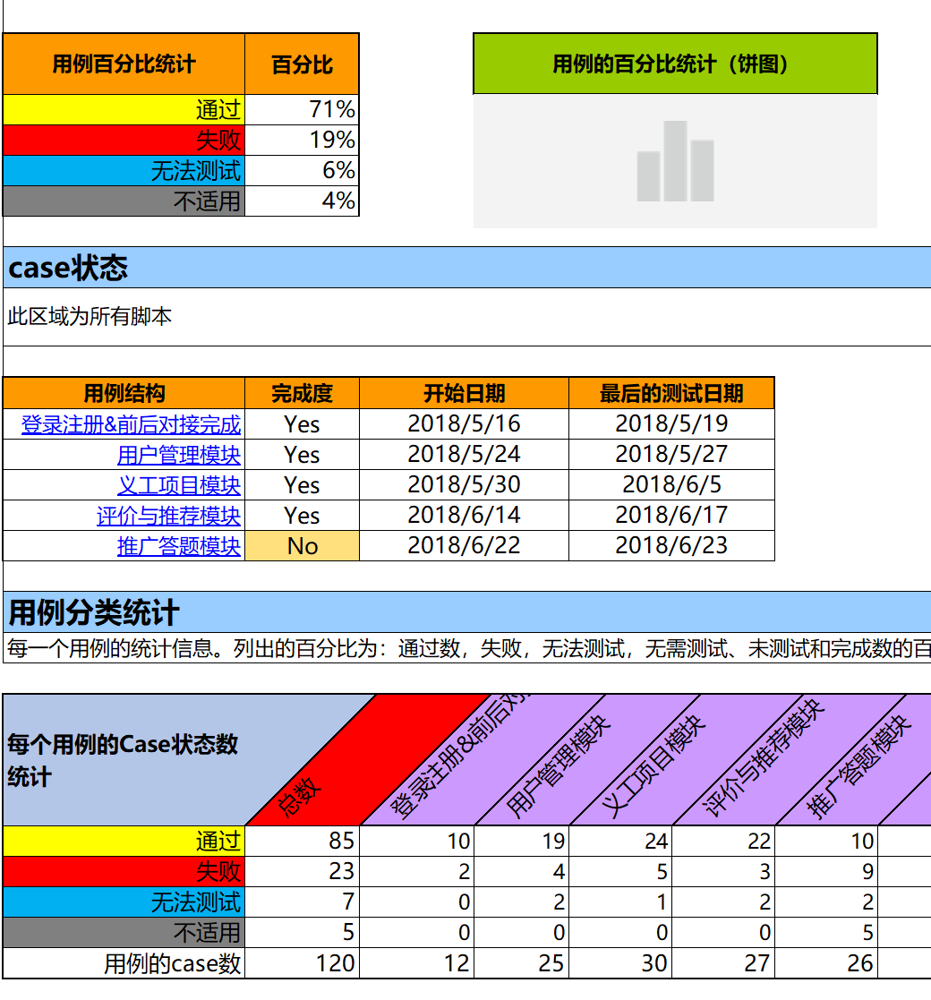 用例百分比统计 百分比 用例的百分比统计（饼图）
通过 71%
失败 19%
无法测试 6%
不适用 4%
case状态
此区域为所有脚本
用例结构 完成度 开始日期 最后的测试日期
登录注册&前后对接完成 Yes 2018/5/16 2018/5/19
用户管理模块 Yes 2018/5/24 2018/5/27
义工项目模块 Yes 2018/5/30 2018/6/5
评价与推荐模块 Yes 2018/6/14 2018/6/17
推广答题模块 No 2018/6/22 2018/6/23
用例分类统计
每一个用例的统计信息。列出的百分比为：通过数，失败，无法测试，无需测试、未测试和完成数的百
每个用例的Case状态数
统计
总数 登录注册&前后对 用户管理模块 义工项目模块 评价与推荐模块 推广答题模块
通过 85 10 19 24 22 10
失败 23 2 4 5 3 9
无法测试 7 0 2 1 2 2
不适用 5 0 0 0 0 5
用例的case数 120 12 25 30 27 26